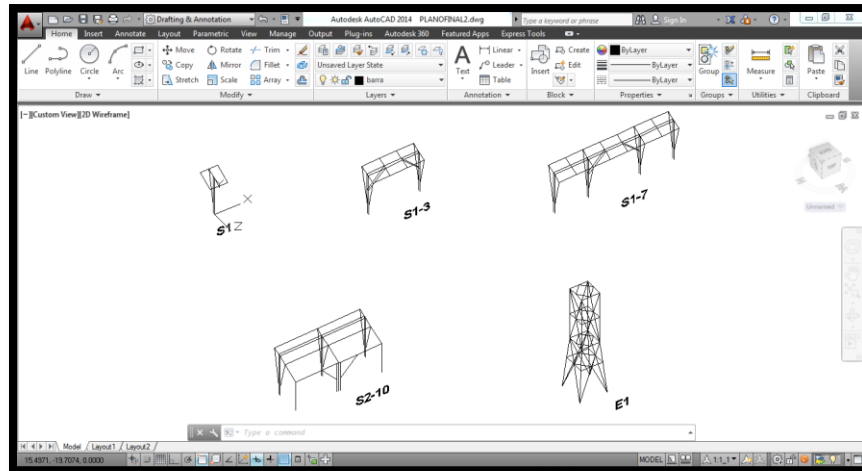 Drafting & Annotation
Autodesk AutoCAD 2014 PLANOFINAL2.dwg
Type a keyword or phrase
Sign In
Home Insert Annotate Layout Parametric View Manage Output Plug-ins Autodesk 360 Featured Apps Express Tools
Line Polyline Circle Arc
Move Rotate Trim
Copy Mirror Fillet
Stretch Scale Array
Unsaved Layer State
barra
Text
Linear
Leader
Table
Insert
Create
Edit
ByLayer
ByLayer
ByLayer
Group
Measure
Paste
Draw Modify Layers Annotation Block Properties Groups Utilities Clipboard
[−][Custom View][2D Wireframe]
X
Z
S1
S1-3
S1-7
Unnamed
S2-10
E1
Type a command
Model Layout1 Layout2
15.4971, -19.7074, 0.0000
MODEL
1:1_1